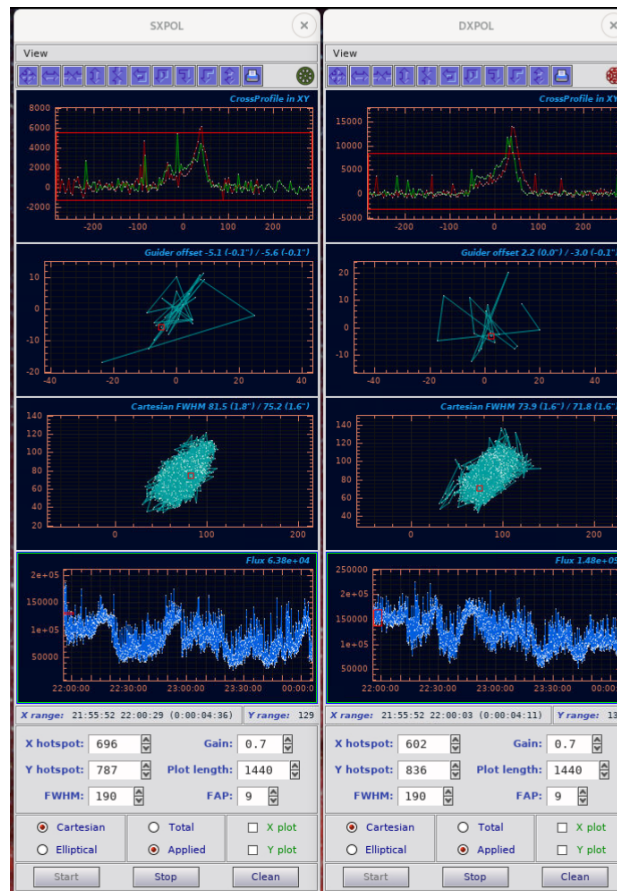 SXPOL
View
CrossProfile in XY
8000
6000
4000
2000
0
-2000
-200 -100 0 100 200
Guider offset -5.1 (-0.1") / -5.6 (-0.1")
10
0
-10
-20
-40 -20 0 20 40
Cartesian FWHM 81.5 (1.8") / 75.2 (1.6")
140
120
100
80
60
40
20
0 100 200
Flux 6.38e+04
2e+05
150000
1e+05
50000
22:00:00 22:30:00 23:00:00 23:30:00 00:00:0
X range: 21:55:52 22:00:29 (0:00:04:36) Y range: 129
X hotspot: 696 Gain: 0.7
Y hotspot: 787 Plot length: 1440
FWHM: 190 FAP: 9
Cartesian Total X plot
Elliptical Applied Y plot
Start Stop Clean
DXPOL
View
CrossProfile in XY
15000
10000
5000
0
-5000
-200 -100 0 100 200
Guider offset 2.2 (0.0") / -3.0 (-0.1")
20
10
0
-10
-40 -20 0 20 40
Cartesian FWHM 73.9 (1.6") / 71.8 (1.6")
140
120
100
80
60
40
0 100 200
Flux 1.48e+05
250000
2e+05
150000
1e+05
50000
22:00:00 22:30:00 23:00:00 23:30:00 00:00:0
X range: 21:55:52 22:00:03 (0:00:04:11) Y range: 13
X hotspot: 602 Gain: 0.7
Y hotspot: 836 Plot length: 1440
FWHM: 190 FAP: 9
Cartesian Total X plot
Elliptical Applied Y plot
Start Stop Clean